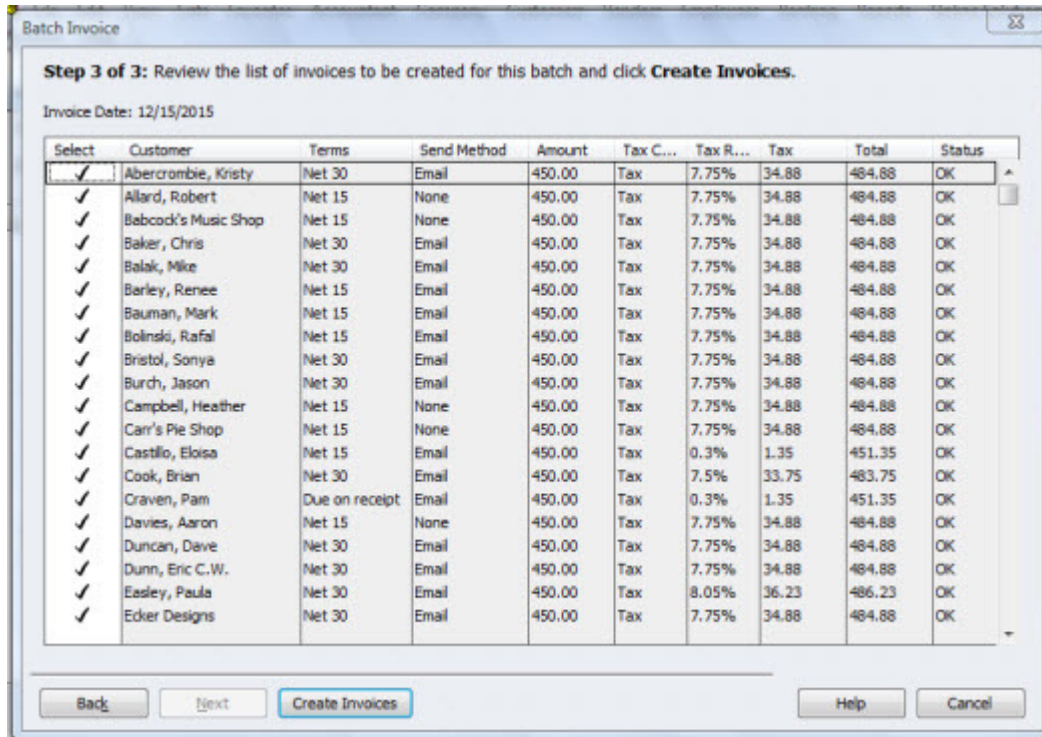 Batch Invoice
Step 3 of 3: Review the list of invoices to be created for this batch and click Create Invoices.
Invoice Date: 12/15/2015
Select Customer Terms Send Method Amount Tax C... Tax R... Tax Total Status
Abercrombie, Kristy Net 30 Email 450.00 Tax 7.75% 34.88 484.88 OK
Allard, Robert Net 15 None 450.00 Tax 7.75% 34.88 484.88 OK
Babcock's Music Shop Net 15 None 450.00 Tax 7.75% 34.88 484.88 OK
Baker, Chris Net 30 Email 450.00 Tax 7.75% 34.88 484.88 OK
Balak, Mike Net 30 Email 450.00 Tax 7.75% 34.88 484.88 OK
Barley, Renee Net 15 Email 450.00 Tax 7.75% 34.88 484.88 OK
Bauman, Mark Net 15 Email 450.00 Tax 7.75% 34.88 484.88 OK
Bolinski, Rafal Net 15 Email 450.00 Tax 7.75% 34.88 484.88 OK
Bristol, Sonya Net 30 Email 450.00 Tax 7.75% 34.88 484.88 OK
Burch, Jason Net 30 Email 450.00 Tax 7.75% 34.88 484.88 OK
Campbell, Heather Net 15 None 450.00 Tax 7.75% 34.88 484.88 OK
Carr's Pie Shop Net 15 None 450.00 Tax 7.75% 34.88 484.88 OK
Castillo, Eloisa Net 15 Email 450.00 Tax 0.3% 1.35 451.35 OK
Cook, Brian Net 30 Email 450.00 Tax 7.5% 33.75 483.75 OK
Craven, Pam Due on receipt Email 450.00 Tax 0.3% 1.35 451.35 OK
Davies, Aaron Net 15 None 450.00 Tax 7.75% 34.88 484.88 OK
Duncan, Dave Net 30 Email 450.00 Tax 7.75% 34.88 484.88 OK
Dunn, Eric C.W. Net 30 Email 450.00 Tax 7.75% 34.88 484.88 OK
Easley, Paula Net 30 Email 450.00 Tax 8.05% 36.23 486.23 OK
Ecker Designs Net 30 Email 450.00 Tax 7.75% 34.88 484.88 OK
Back Next Create Invoices Help Cancel